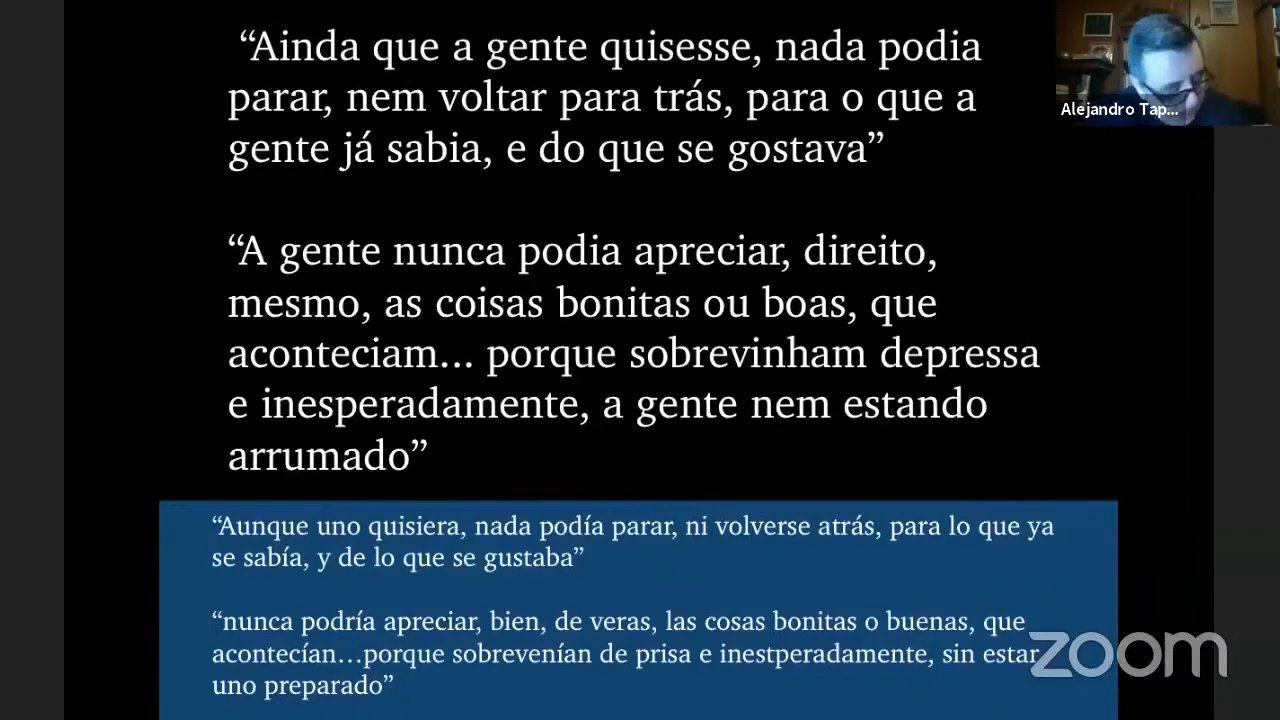 “Ainda que a gente quisesse, nada podia
parar, nem voltar para trás, para o que a
gente já sabia, e do que se gostava”
Alejandro Tap...
“A gente nunca podia apreciar, direito,
mesmo, as coisas bonitas ou boas, que
aconteciam... porque sobrevinham depressa
e inesperadamente, a gente nem estando
arrumado”
“Aunque uno quisiera, nada podía parar, ni volverse atrás, para lo que ya
se sabía, y de lo que se gustaba”
“nunca podría apreciar, bien, de veras, las cosas bonitas o buenas, que
acontecían…porque sobrevenían de prisa e inestperadamente, sin estar
uno preparado”
zoom